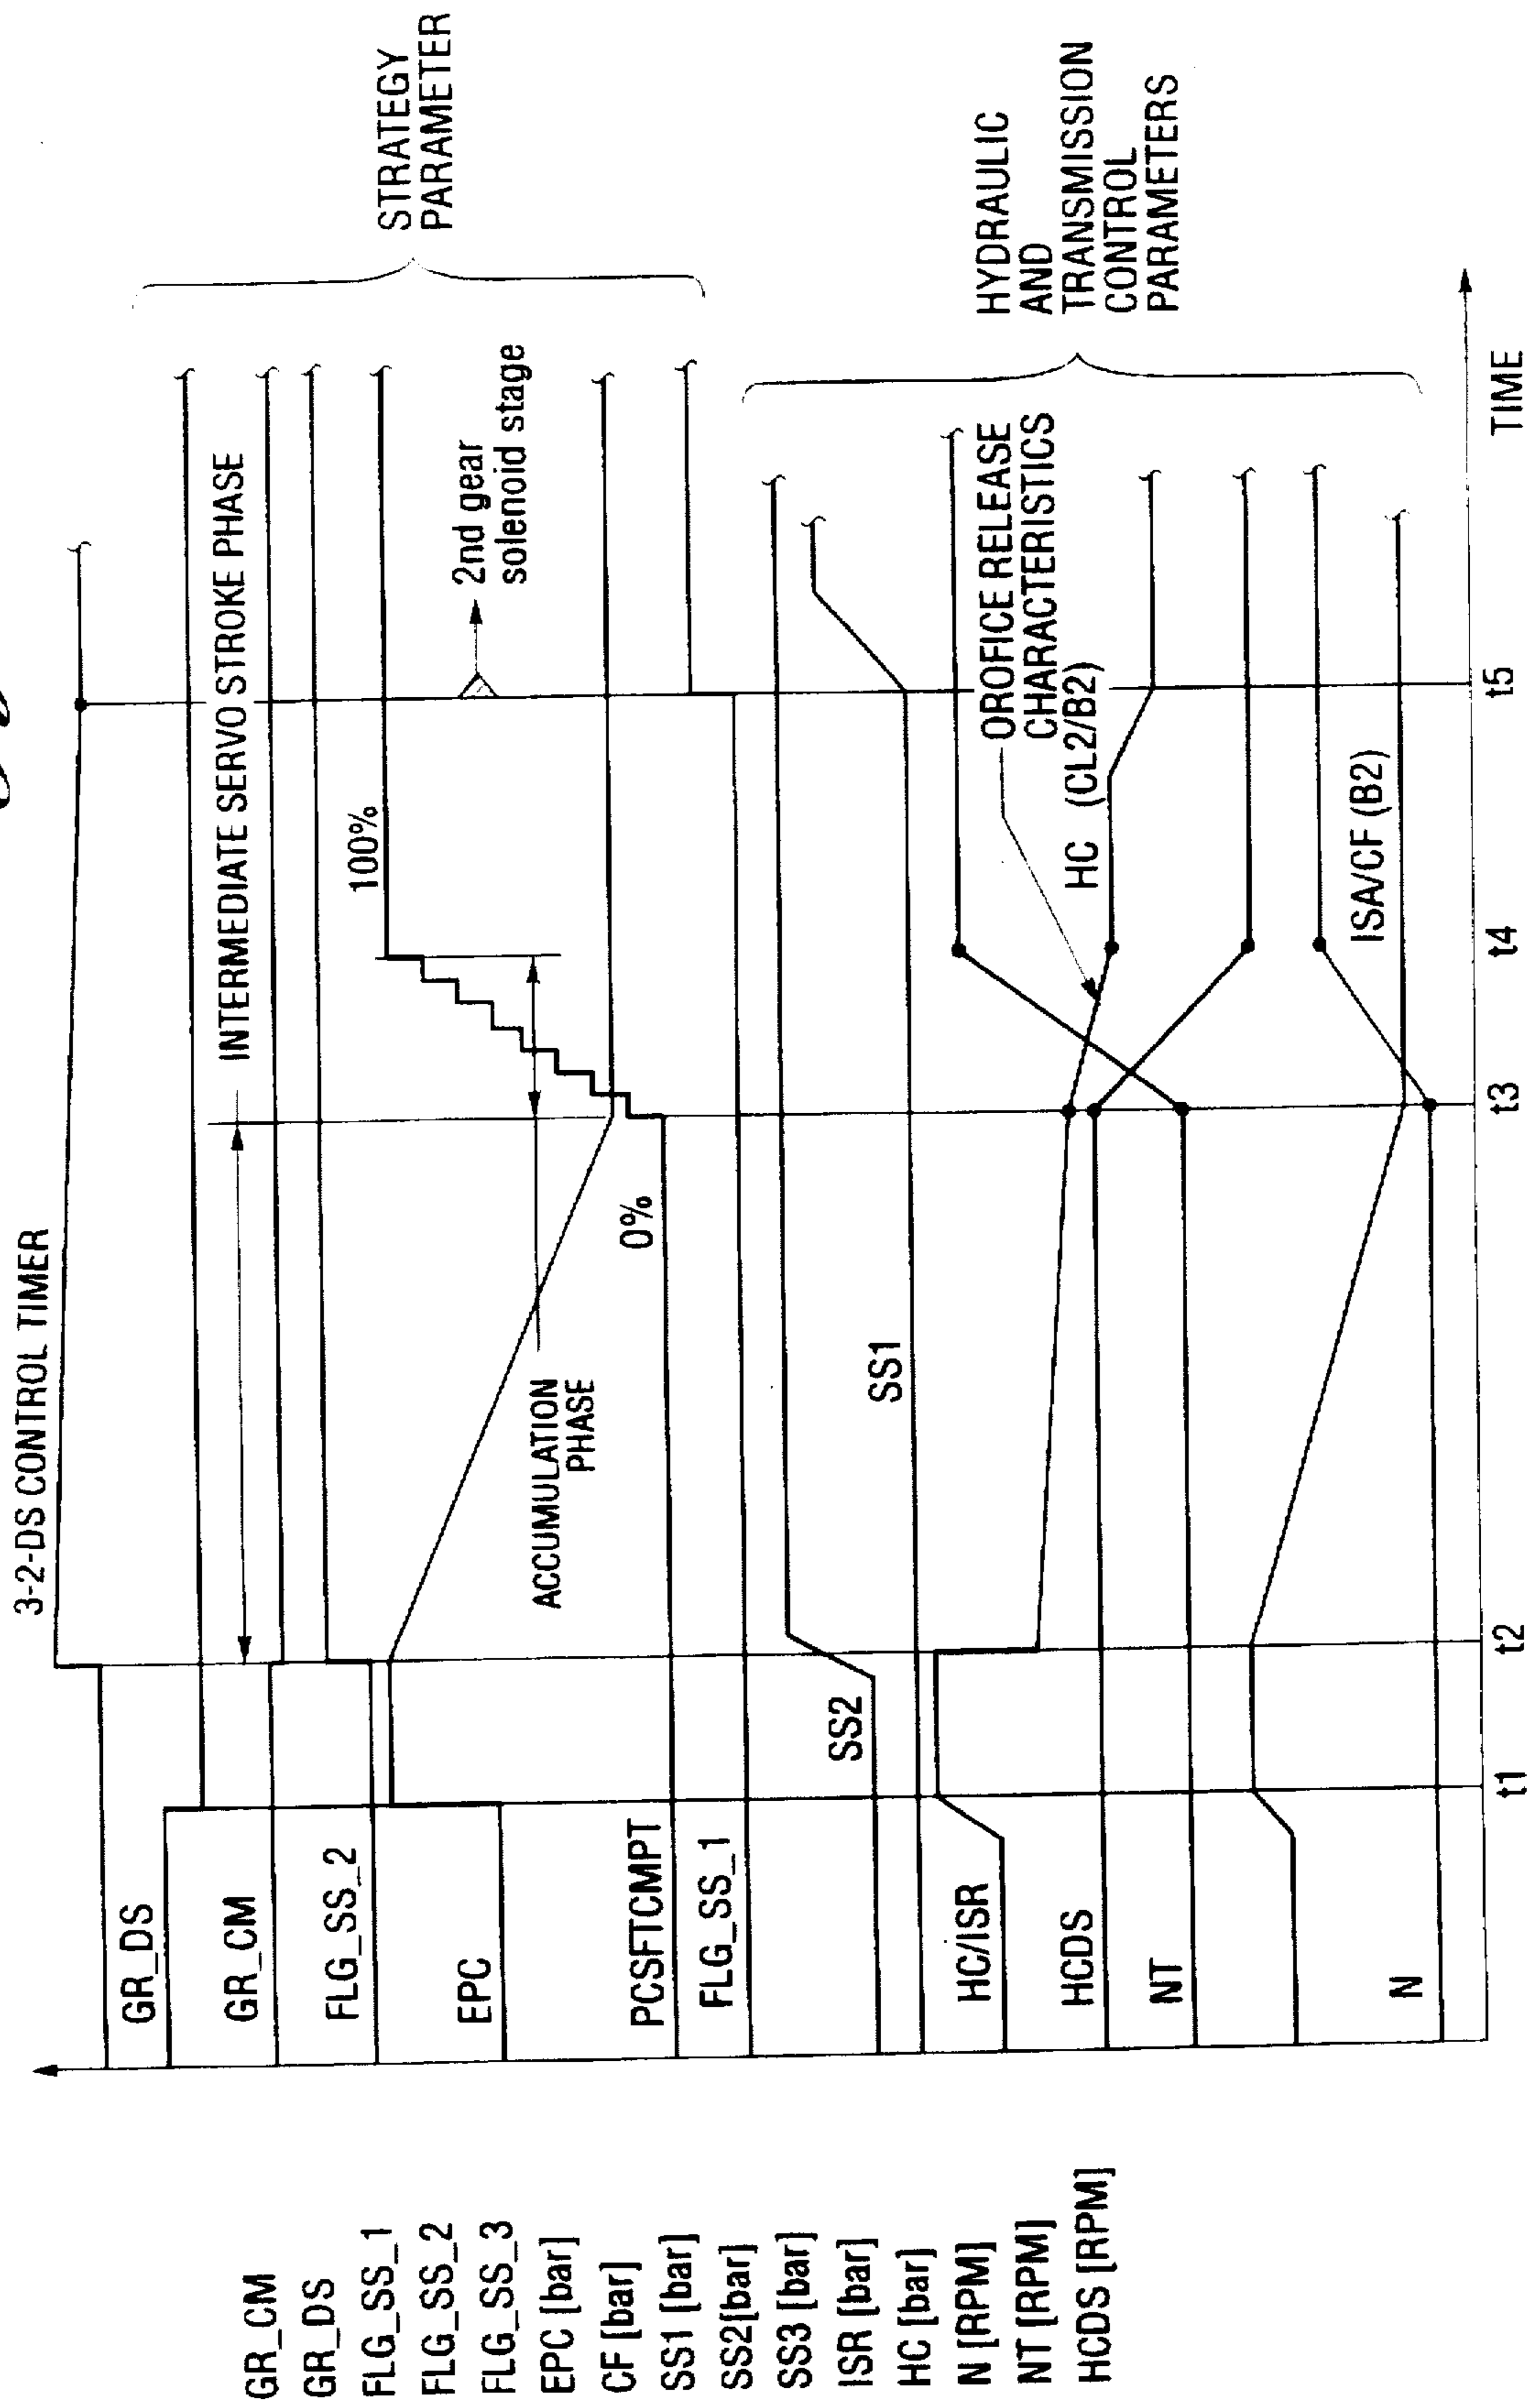 3-2-DS CONTROL TIMER
GR_DS
INTERMEDIATE SERVO STROKE PHASE
GR_CM
FLG_SS_2
100%
EPC
2nd gear
solenoid stage
ACCUMULATION
PHASE
0%
PCSFTCMPT
FLG_SS_1
STRATEGY
PARAMETER
SS2
SS1
HC/ISR
OROFICE RELEASE
CHARACTERISTICS
HC (CL2/B2)
HCDS
NT
ISA/CF (B2)
N
HYDRAULIC
AND
TRANSMISSION
CONTROL
PARAMETERS
t1
t2
t3
t4
t5
TIME
GR_CM
GR_DS
FLG_SS_1
FLG_SS_2
FLG_SS_3
EPC [bar]
CF [bar]
SS1 [bar]
SS2[bar]
SS3 [bar]
ISR [bar]
HC [bar]
N [RPM]
NT [RPM]
HCDS [RPM]